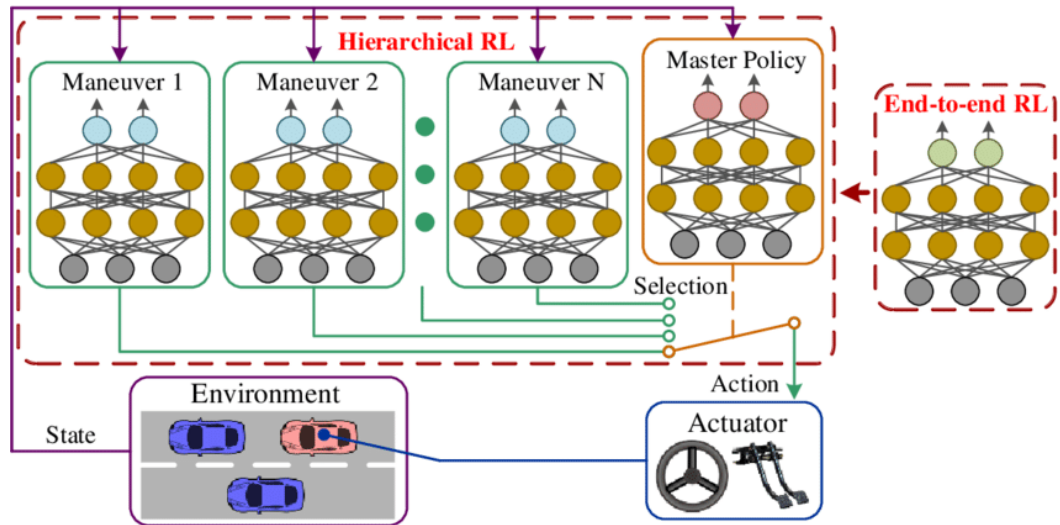 Hierarchical RL
Maneuver 1
Maneuver 2
Maneuver N
Master Policy
End-to-end RL
Selection
Action
Environment
State
Actuator